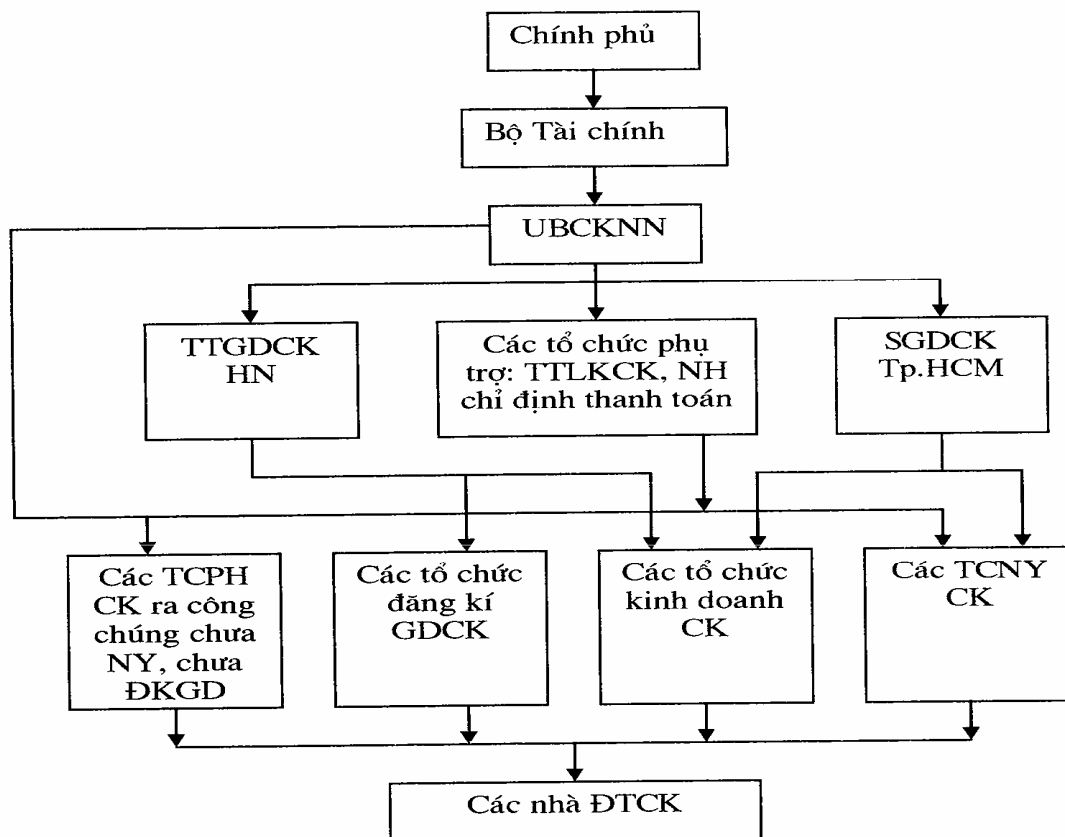 Chính phủ
Bộ Tài chính
UBCKNN
TTGDCK
HN
Các tổ chức phụ
trợ: TTLKCK, NH
chỉ định thanh toán
SGDCK
Tp.HCM
Các TCPH
CK ra công
chúng chưa
NY, chưa
ĐKGD
Các tổ chức
đăng kí
GDCK
Các tổ chức
kinh doanh
CK
Các TCNY
CK
Các nhà ĐTCK